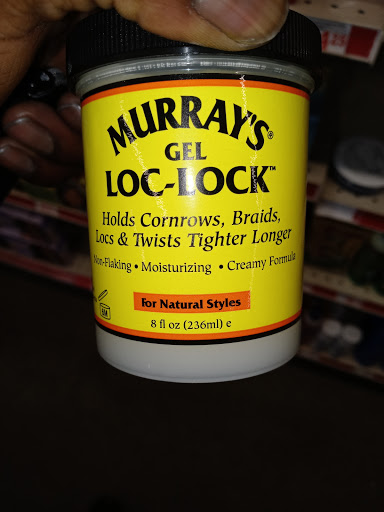 MURRAY'S®
GEL
LOC-LOCK™
Holds Cornrows, Braids,
Locs & Twists Tighter Longer
Non-Flaking • Moisturizing • Creamy Formula
For Natural Styles
8 fl oz (236ml) e